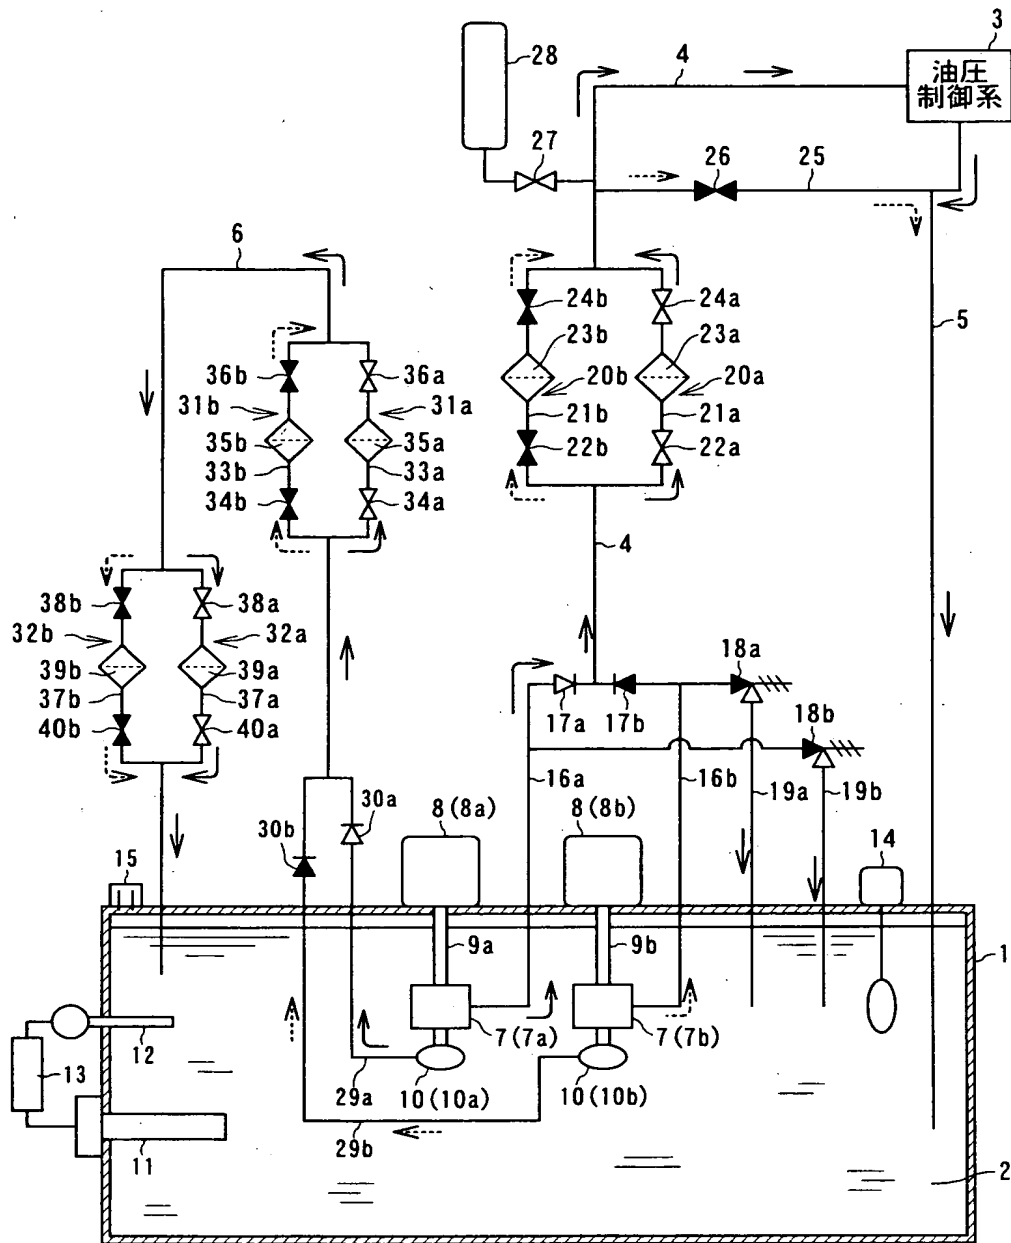 3
28
4
油圧
制御系
27
26
25
6
24b
24a
5
23b
23a
36b
36a
20b
20a
31b
31a
21b
21a
35b
35a
22b
22a
33b
33a
34b
34a
4
38b
38a
32b
32a
18a
39b
39a
37b
37a
17a
17b
18b
40b
40a
16a
16b
19a
19b
30a
30b
8(8a)
8(8b)
14
15
9a
9b
1
7(7a)
7(7b)
12
13
29a
10(10a)
10(10b)
29b
11
2